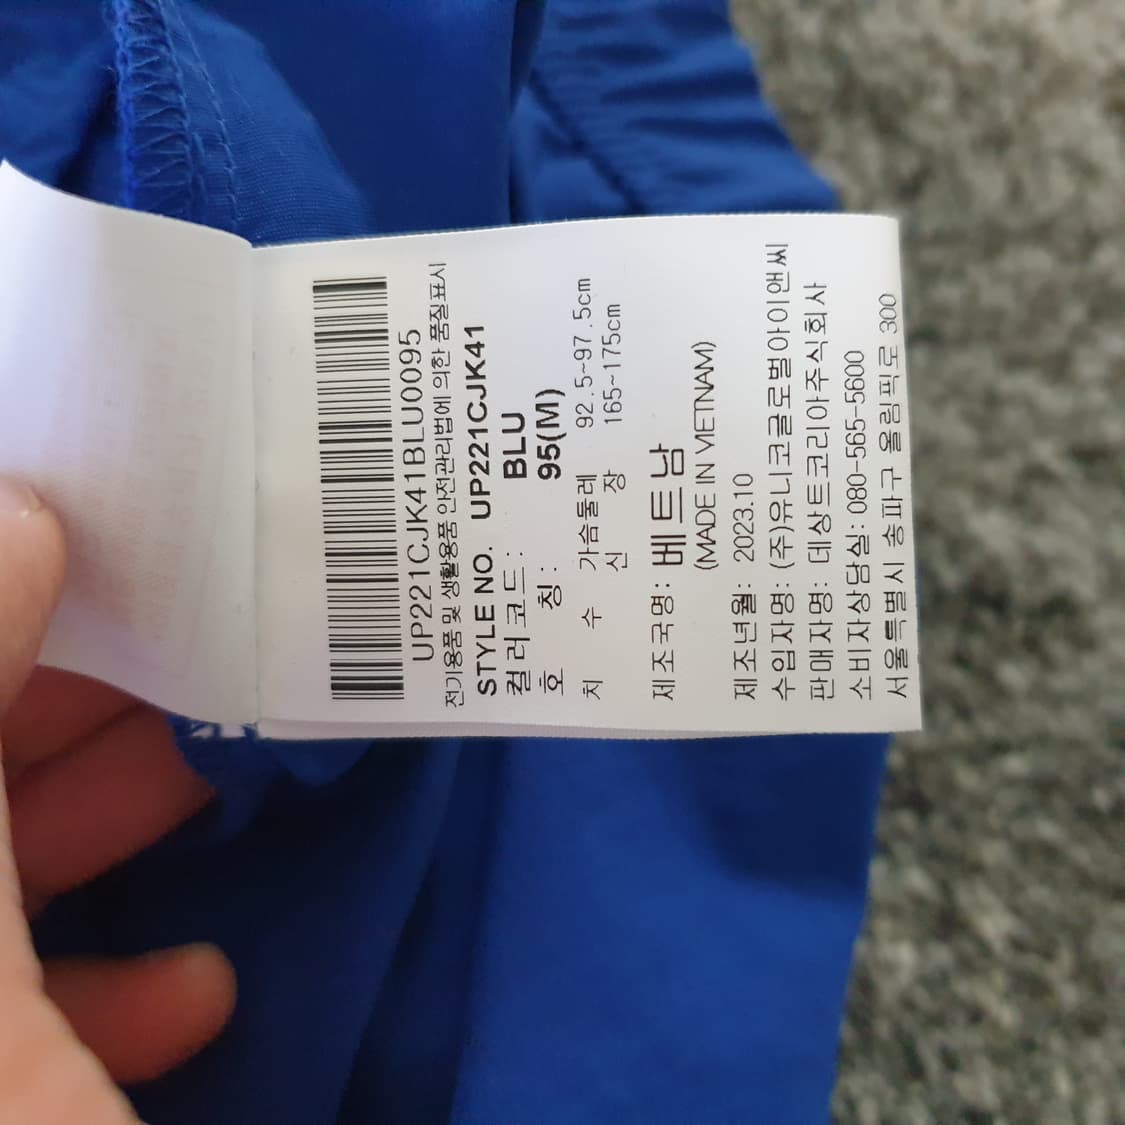 UP221CJK41BLU0095
전기용품 및 생활용품 안전관리법에 의한 품질표시
STYLE NO. UP221CJK41
컬러코드 : BLU
호 칭 : 95(M)
치 수 가슴둘레 92.5~97.5cm
신 장 165~175cm
제조국명 : 베트남
(MADE IN VIETNAM)
제조년월 : 2023.10
수입자명 : (주)유니코글로벌아이앤씨
판매자명 : 데상트코리아주식회사
소비자상담실: 080-565-5600
서울특별시 송파구 올림픽로 300